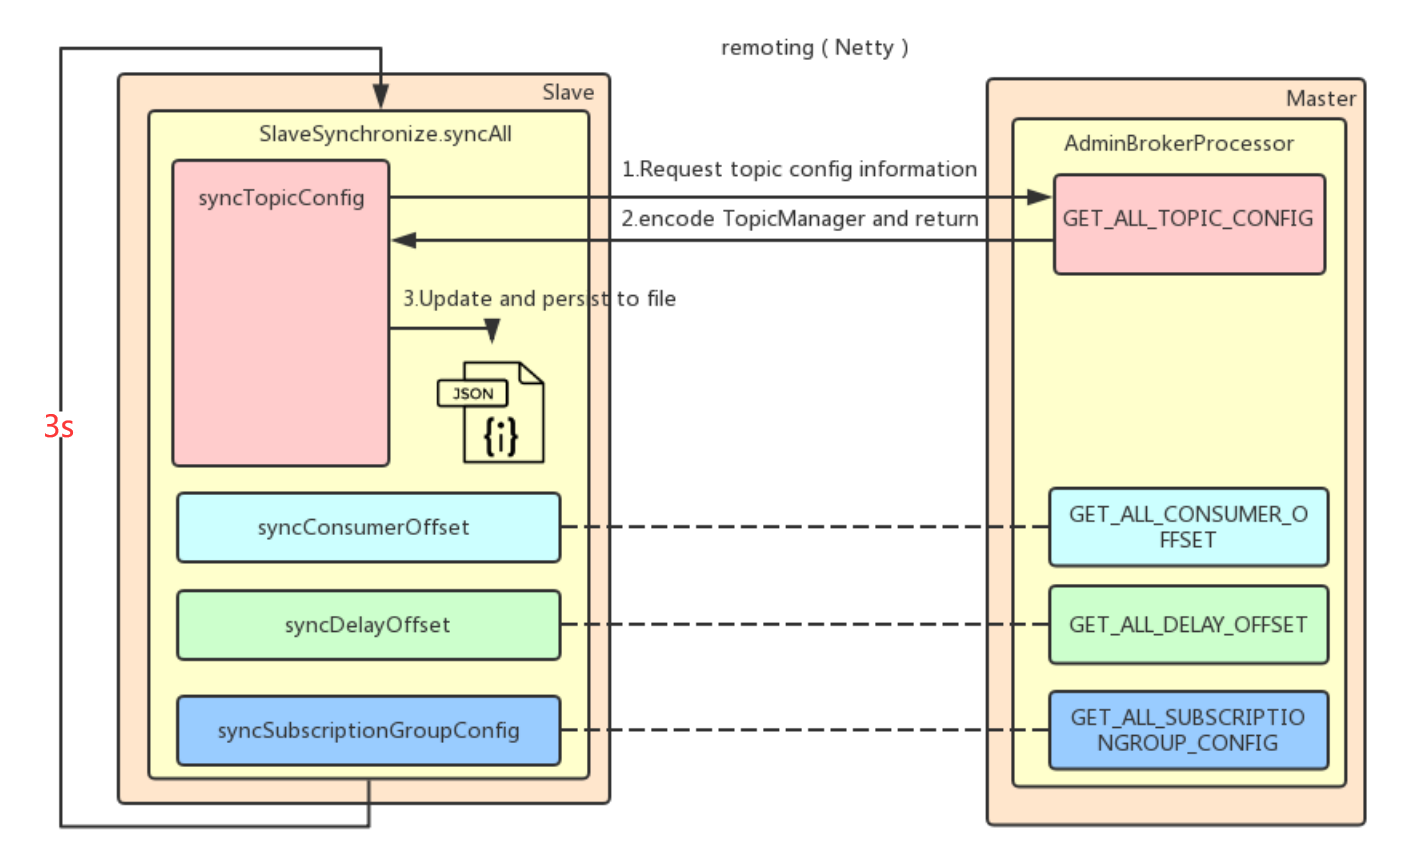 remoting ( Netty )
Slave
Master
SlaveSynchronize.syncAll
AdminBrokerProcessor
syncTopicConfig
1.Request topic config information
GET_ALL_TOPIC_CONFIG
2.encode TopicManager and return
3.Update and persist to file
JSON
{i}
3s
syncConsumerOffset
GET_ALL_CONSUMER_O
FFSET
syncDelayOffset
GET_ALL_DELAY_OFFSET
syncSubscriptionGroupConfig
GET_ALL_SUBSCRIPTIO
NGROUP_CONFIG